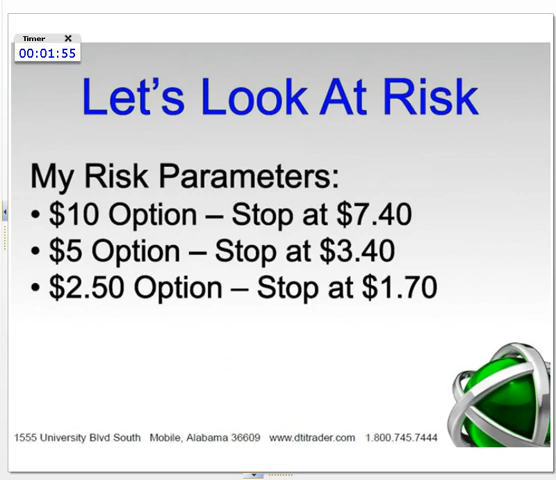 Timer
00:01:55
Let's Look At Risk
My Risk Parameters:
• $10 Option – Stop at $7.40
• $5 Option – Stop at $3.40
• $2.50 Option – Stop at $1.70
1555 University Blvd South Mobile, Alabama 36609 www.dtitrader.com 1.800.745.7444